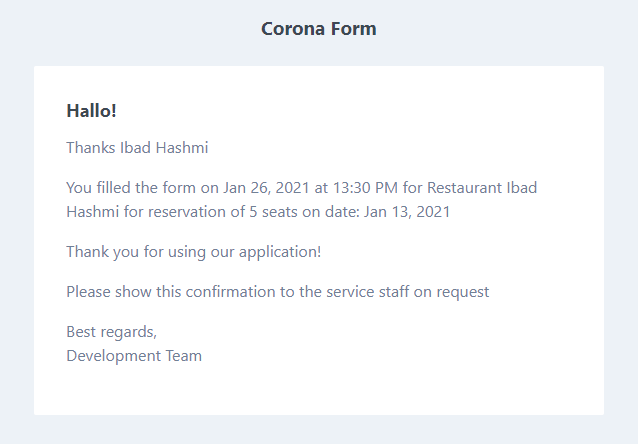 Corona Form
Hallo!
Thanks Ibad Hashmi
You filled the form on Jan 26, 2021 at 13:30 PM for Restaurant Ibad
Hashmi for reservation of 5 seats on date: Jan 13, 2021
Thank you for using our application!
Please show this confirmation to the service staff on request
Best regards,
Development Team